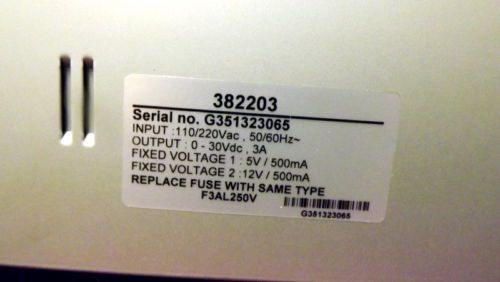 382203
Serial no. G351323065
INPUT :110/220Vac , 50/60Hz~
OUTPUT : 0 - 30Vdc , 3A
FIXED VOLTAGE 1 : 5V / 500mA
FIXED VOLTAGE 2 :12V / 500mA
REPLACE FUSE WITH SAME TYPE
F3AL250V
G351323065